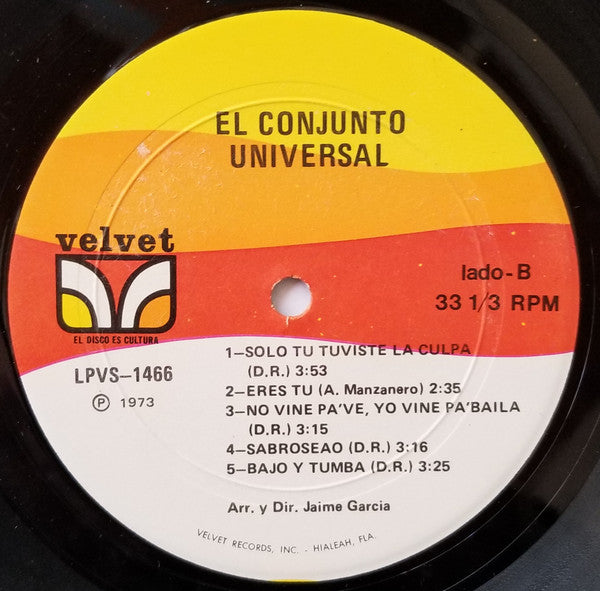 EL CONJUNTO
UNIVERSAL
velvet
EL DISCO ES CULTURA
LPVS-1466
Ⓟ 1973
lado-B
33 1/3 RPM
1-SOLO TU TUVISTE LA CULPA
(D.R.) 3:53
2-ERES TU (A. Manzanero) 2:35
3-NO VINE PA'VE, YO VINE PA'BAILA
(D.R.) 3:15
4-SABROSEAO (D.R.) 3:16
5-BAJO Y TUMBA (D.R.) 3:25
Arr. y Dir. Jaime Garcia
VELVET RECORDS, INC. - HIALEAH, FLA.